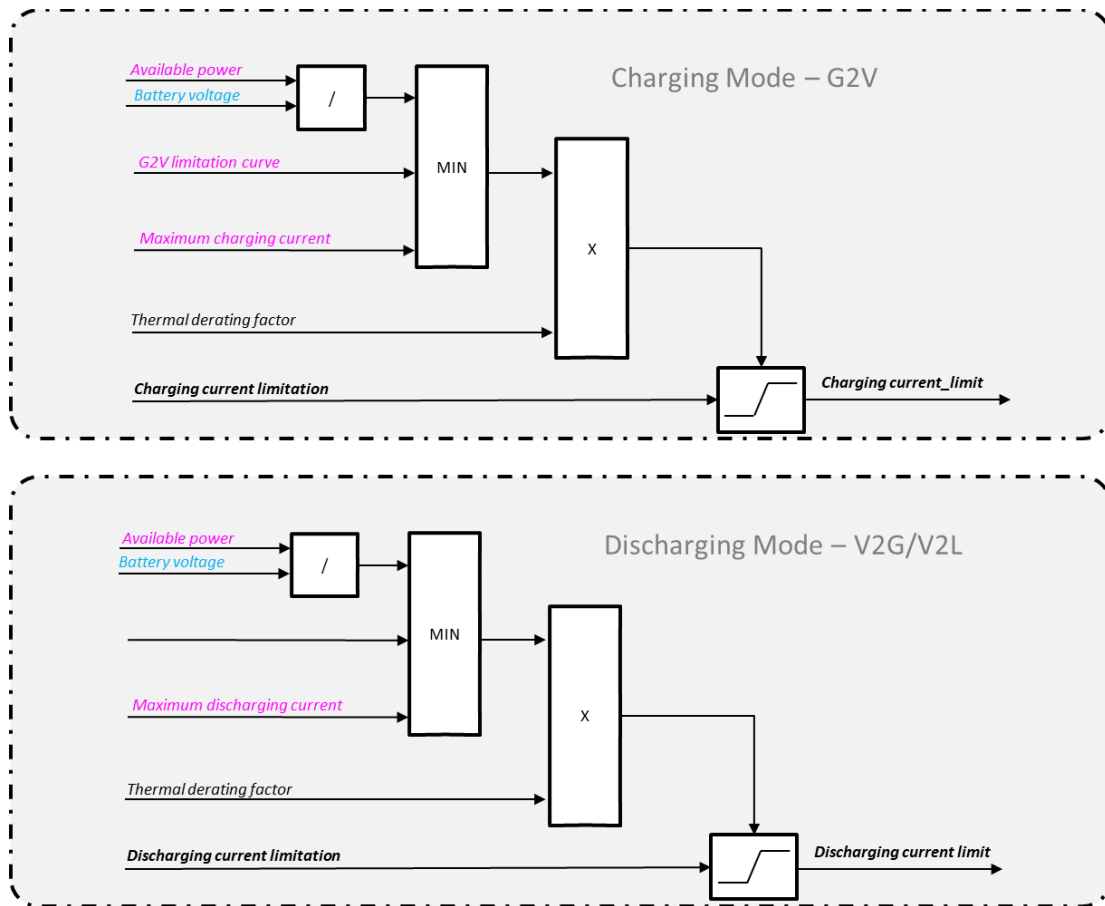 Available power
Battery voltage
/
Charging Mode – G2V
G2V limitation curve
MIN
Maximum charging current
X
Thermal derating factor
Charging current limitation
Charging current_limit
Available power
Battery voltage
/
Discharging Mode – V2G/V2L
MIN
Maximum discharging current
X
Thermal derating factor
Discharging current limitation
Discharging current limit